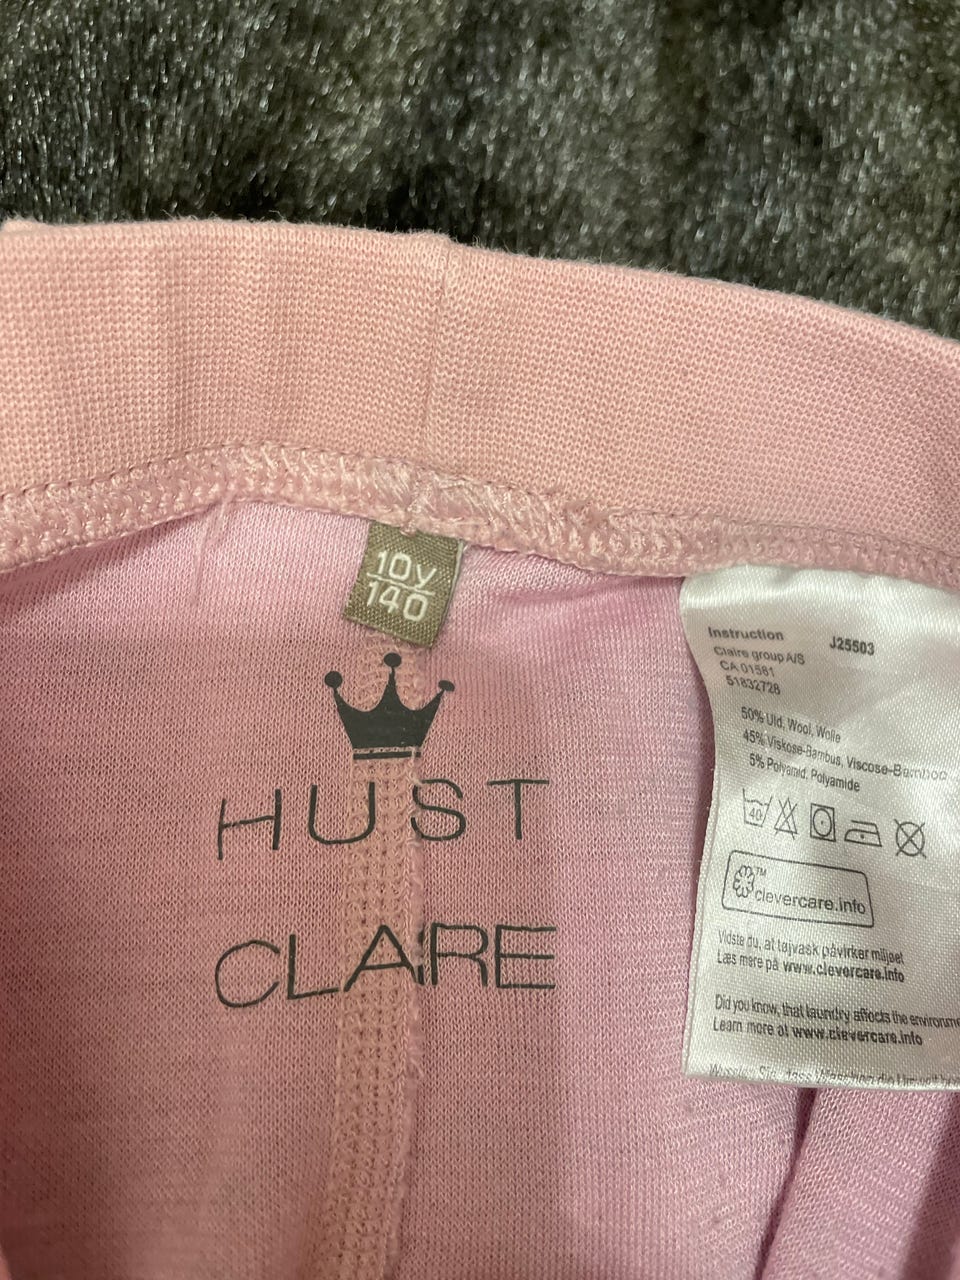 10y
140
HUST
CLAIRE
Instruction J25503
Claire group A/S
CA 01581
51832728
50% Uld, Wool, Wolle
45% Viskose-Bambus, Viscose-Bamboo
5% Polyamid, Polyamide
40
clevercare.info
Vidste du, at tøjvask påvirker miljøet
Læs mere på www.clevercare.info
Did you know, that laundry affects the environme
Learn more at www.clevercare.info